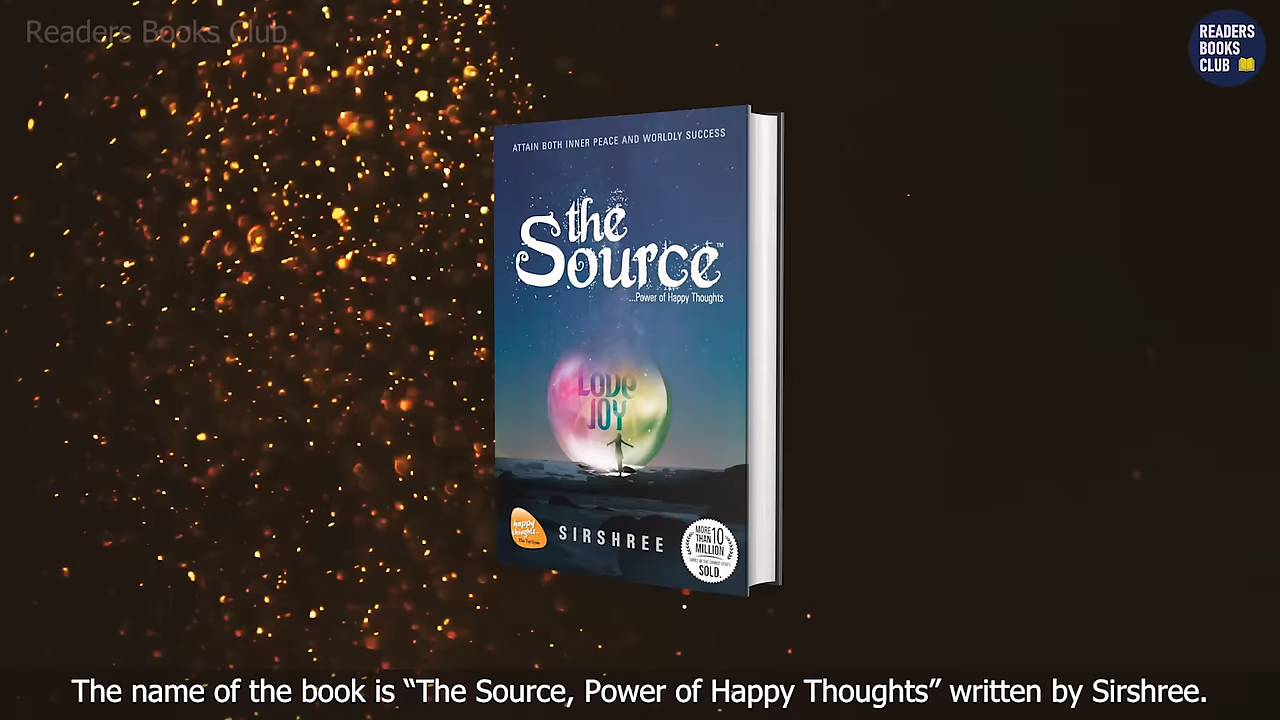 Readers Books Club
READERS
BOOKS
CLUB
ATTAIN BOTH INNER PEACE AND WORLDLY SUCCESS
the
Source™
...Power of Happy Thoughts
LOVE
JOY
happy
thoughts..
SIRSHREE
MORE
THAN 10
MILLION
SOLD
The name of the book is “The Source, Power of Happy Thoughts” written by Sirshree.